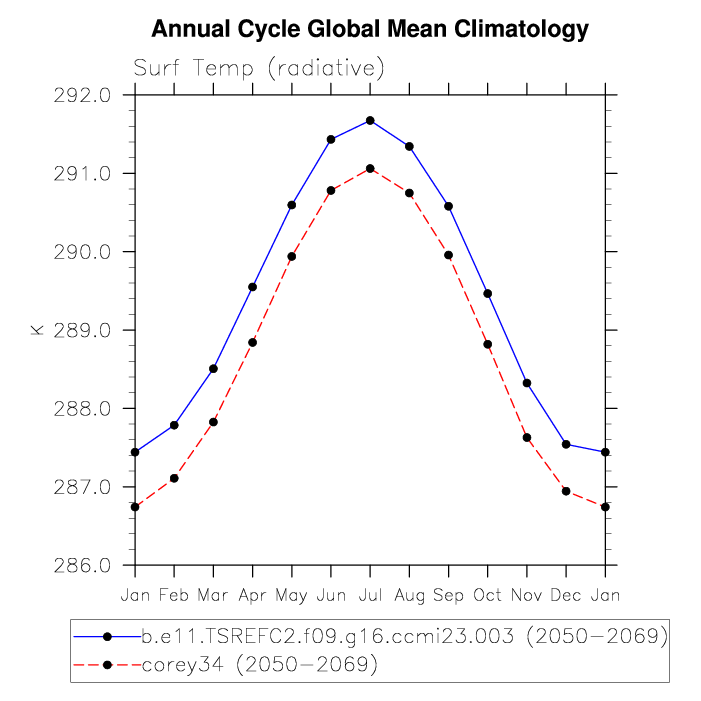 Annual Cycle Global Mean Climatology
Surf Temp (radiative)
292.0
291.0
290.0
289.0
288.0
287.0
286.0
K
Jan Feb Mar Apr May Jun Jul Aug Sep Oct Nov Dec Jan
b.e11.TSREFC2.f09.g16.ccmi23.003 (2050-2069)
corey34 (2050-2069)